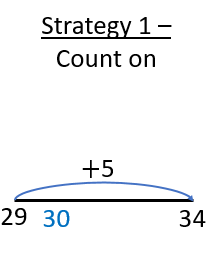 Strategy 1 –
Count on
+5
29 30 34